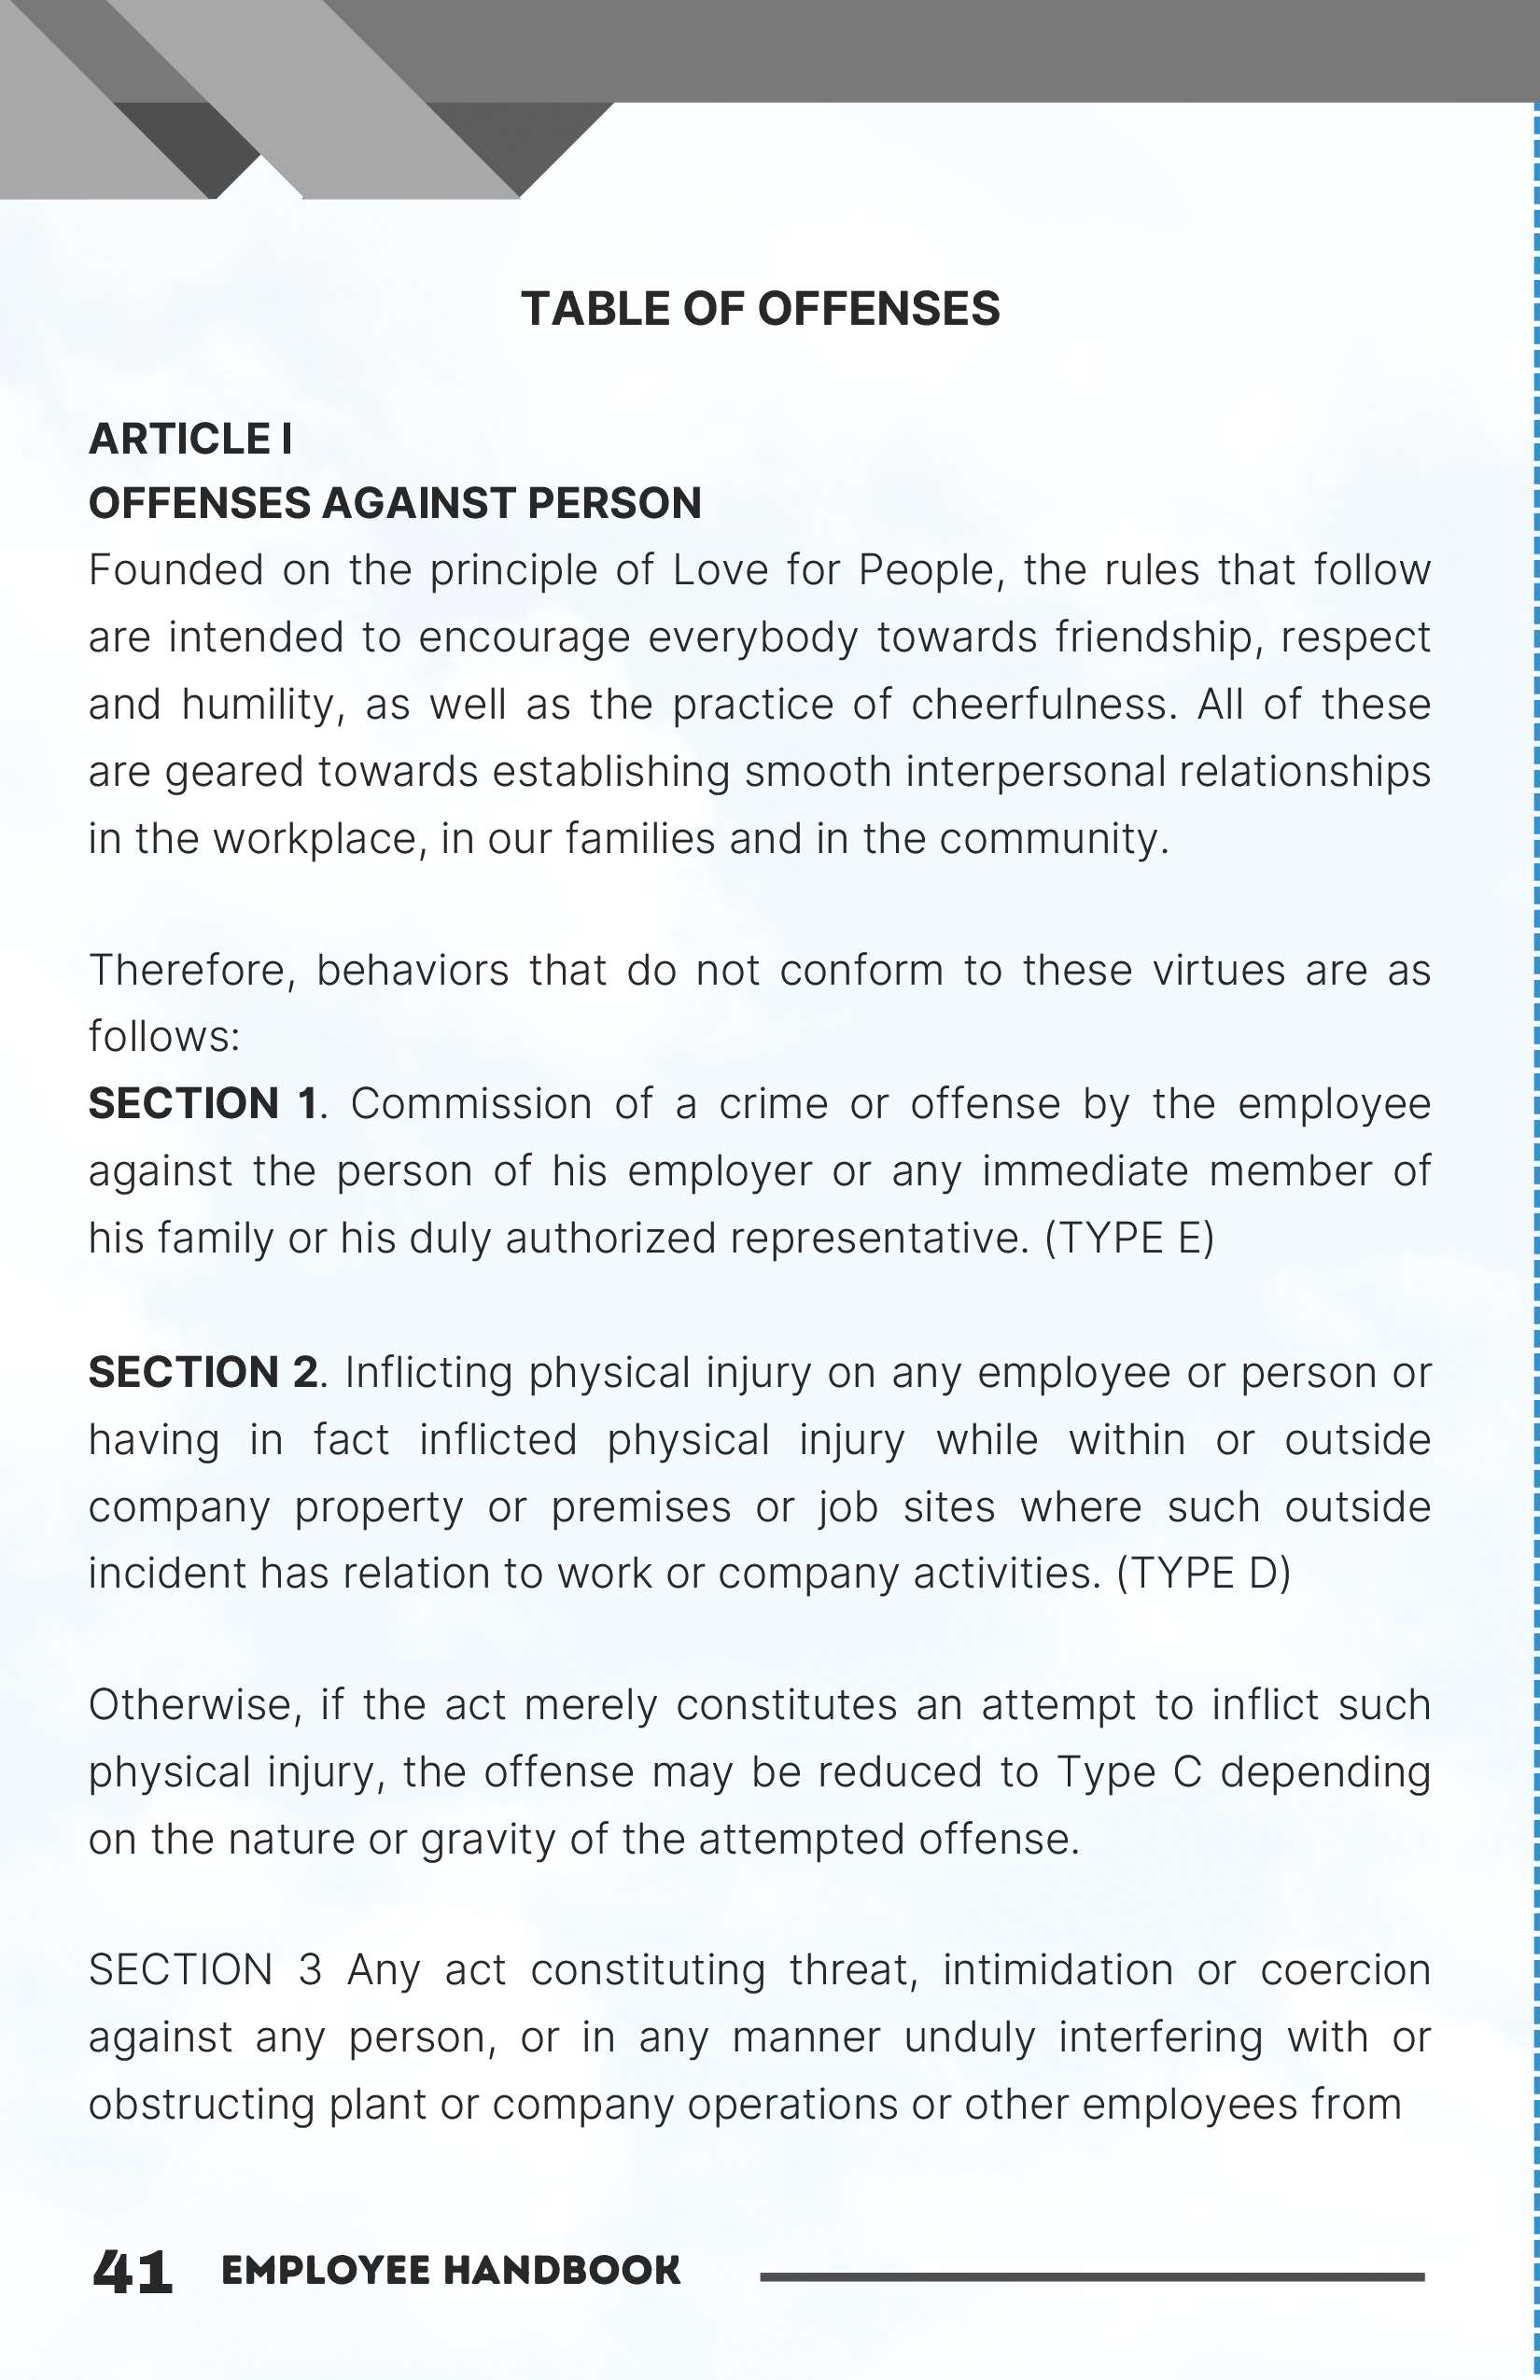 TABLE OF OFFENSES
ARTICLE I
OFFENSES AGAINST PERSON
Founded on the principle of Love for People, the rules that follow
are intended to encourage everybody towards friendship, respect
and humility, as well as the practice of cheerfulness. All of these
are geared towards establishing smooth interpersonal relationships
in the workplace, in our families and in the community.
Therefore, behaviors that do not conform to these virtues are as
follows:
SECTION 1. Commission of a crime or offense by the employee
against the person of his employer or any immediate member of
his family or his duly authorized representative. (TYPE E)
SECTION 2. Inflicting physical injury on any employee or person or
having in fact inflicted physical injury while within or outside
company property or premises or job sites where such outside
incident has relation to work or company activities. (TYPE D)
Otherwise, if the act merely constitutes an attempt to inflict such
physical injury, the offense may be reduced to Type C depending
on the nature or gravity of the attempted offense.
SECTION 3 Any act constituting threat, intimidation or coercion
against any person, or in any manner unduly interfering with or
obstructing plant or company operations or other employees from
41 EMPLOYEE HANDBOOK